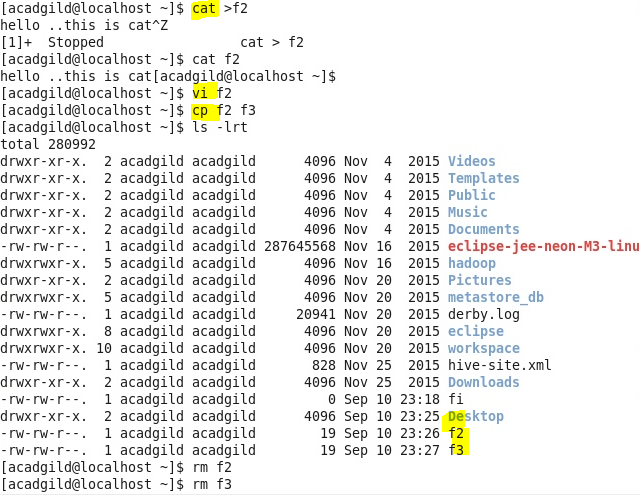 [acadgild@localhost ~]$ cat >f2
hello ..this is cat^Z
[1]+  Stopped                 cat > f2
[acadgild@localhost ~]$ cat f2
hello ..this is cat[acadgild@localhost ~]$
[acadgild@localhost ~]$ vi f2
[acadgild@localhost ~]$ cp f2 f3
[acadgild@localhost ~]$ ls -lrt
total 280992
drwxr-xr-x.  2 acadgild acadgild      4096 Nov  4  2015 Videos
drwxr-xr-x.  2 acadgild acadgild      4096 Nov  4  2015 Templates
drwxr-xr-x.  2 acadgild acadgild      4096 Nov  4  2015 Public
drwxr-xr-x.  2 acadgild acadgild      4096 Nov  4  2015 Music
drwxr-xr-x.  2 acadgild acadgild      4096 Nov  4  2015 Documents
-rw-rw-r--.  1 acadgild acadgild 287645568 Nov 16  2015 eclipse-jee-neon-M3-linu
drwxrwxr-x.  5 acadgild acadgild      4096 Nov 16  2015 hadoop
drwxr-xr-x.  2 acadgild acadgild      4096 Nov 20  2015 Pictures
drwxrwxr-x.  5 acadgild acadgild      4096 Nov 20  2015 metastore_db
-rw-rw-r--.  1 acadgild acadgild     20941 Nov 20  2015 derby.log
drwxrwxr-x.  8 acadgild acadgild      4096 Nov 20  2015 eclipse
drwxrwxr-x. 10 acadgild acadgild      4096 Nov 20  2015 workspace
-rw-rw-r--.  1 acadgild acadgild       828 Nov 25  2015 hive-site.xml
drwxr-xr-x.  2 acadgild acadgild      4096 Nov 25  2015 Downloads
-rw-rw-r--.  1 acadgild acadgild         0 Sep 10 23:18 fi
drwxr-xr-x.  2 acadgild acadgild      4096 Sep 10 23:25 Desktop
-rw-rw-r--.  1 acadgild acadgild        19 Sep 10 23:26 f2
-rw-rw-r--.  1 acadgild acadgild        19 Sep 10 23:27 f3
[acadgild@localhost ~]$ rm f2
[acadgild@localhost ~]$ rm f3